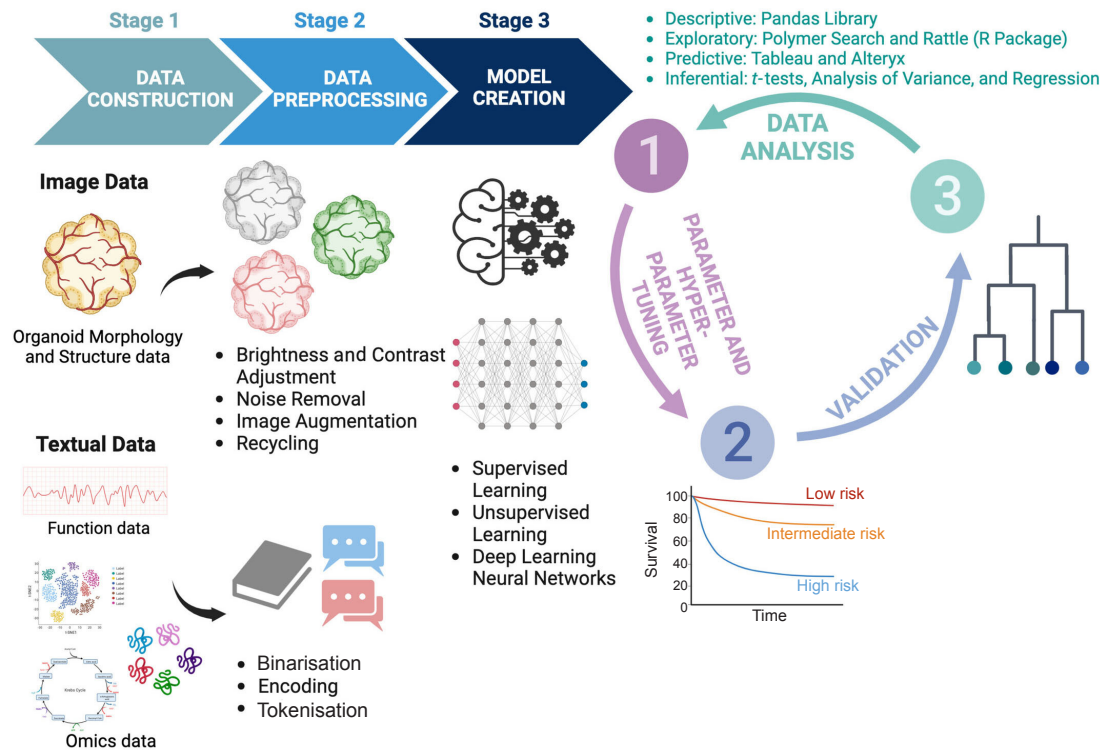 Stage 1
Stage 2
Stage 3
DATA
CONSTRUCTION
DATA
PREPROCESSING
MODEL
CREATION
• Descriptive: Pandas Library
• Exploratory: Polymer Search and Rattle (R Package)
• Predictive: Tableau and Alteryx
• Inferential: t-tests, Analysis of Variance, and Regression
DATA
ANALYSIS
1
3
PARAMETER AND
HYPER-
PARAMETER
TUNING
VALIDATION
2
Image Data
Organoid Morphology
and Structure data
• Brightness and Contrast
Adjustment
• Noise Removal
• Image Augmentation
• Recycling
Textual Data
Function data
Krebs Cycle
Omics data
• Binarisation
• Encoding
• Tokenisation
• Supervised
Learning
• Unsupervised
Learning
• Deep Learning
Neural Networks
Survival
100
80
60
40
20
0
Low risk
Intermediate risk
High risk
Time